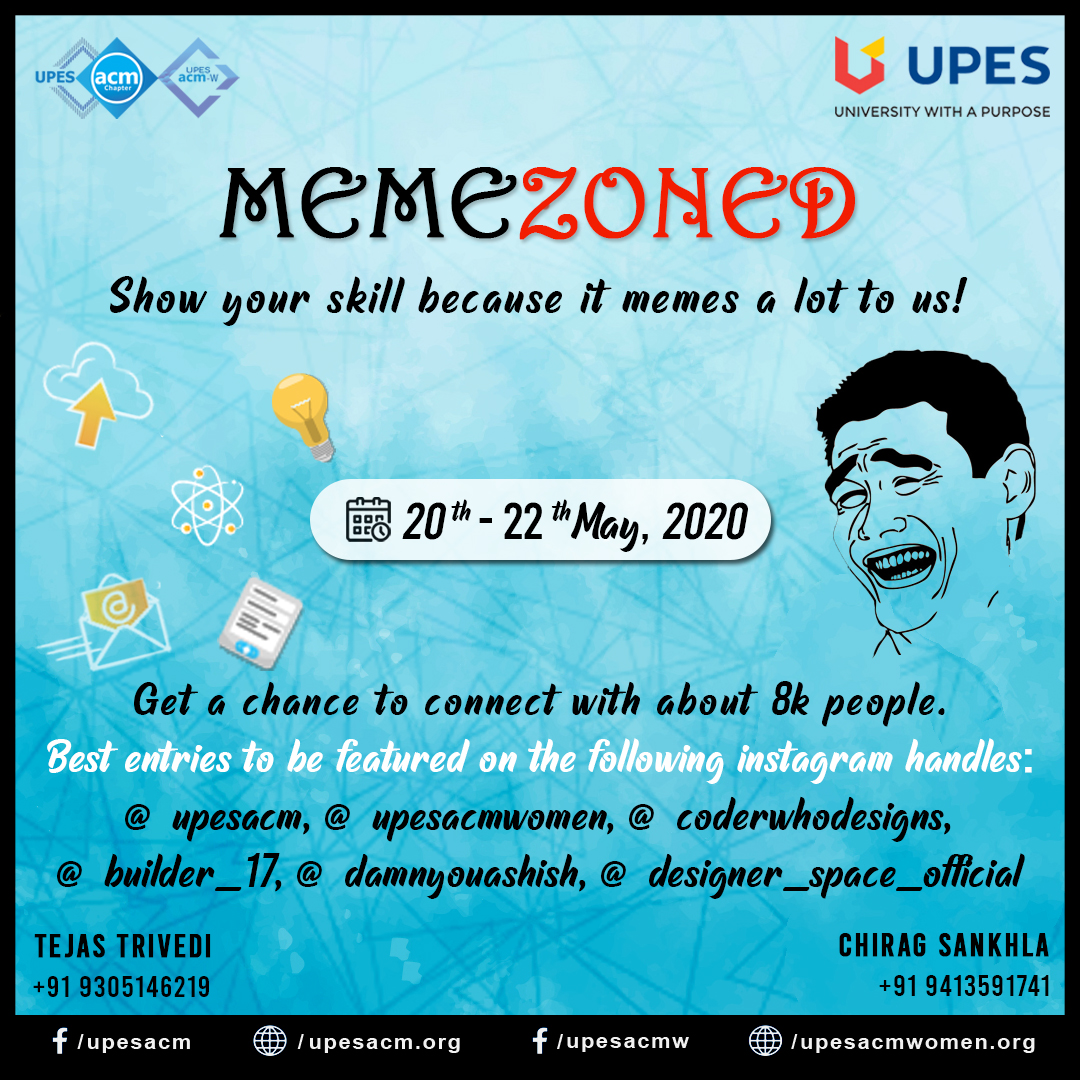 UPES acm Chapter
UPES acm-w
UPES
UNIVERSITY WITH A PURPOSE
MEMEZONED
Show your skill because it memes a lot to us!
20th - 22th May, 2020
Get a chance to connect with about 8k people.
Best entries to be featured on the following instagram handles:
@ upesacm, @ upesacmwomen, @ coderwhodesigns,
@ builder_17, @ damnyouashish, @ designer_space_official
TEJAS TRIVEDI
+91 9305146219
CHIRAG SANKHLA
+91 9413591741
/upesacm /upesacm.org /upesacmw /upesacmwomen.org